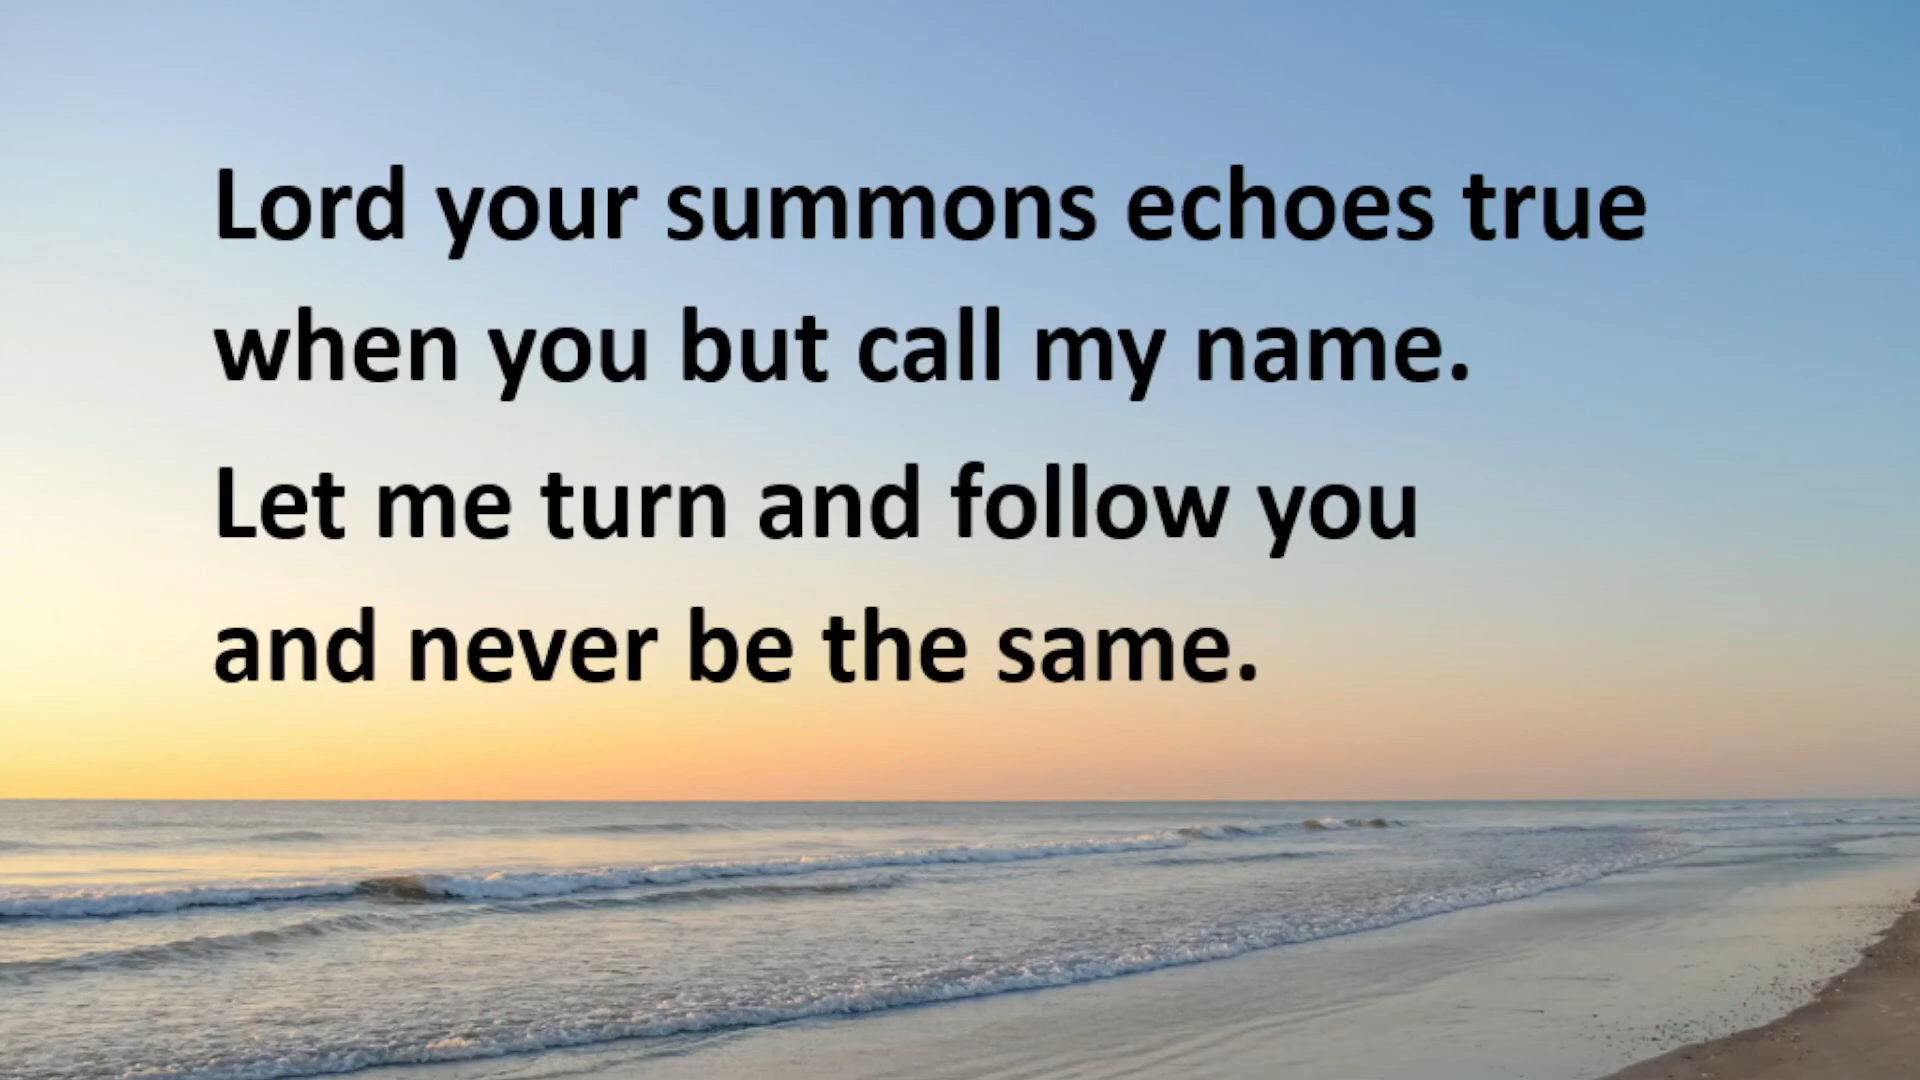 Lord your summons echoes true
when you but call my name.
Let me turn and follow you
and never be the same.